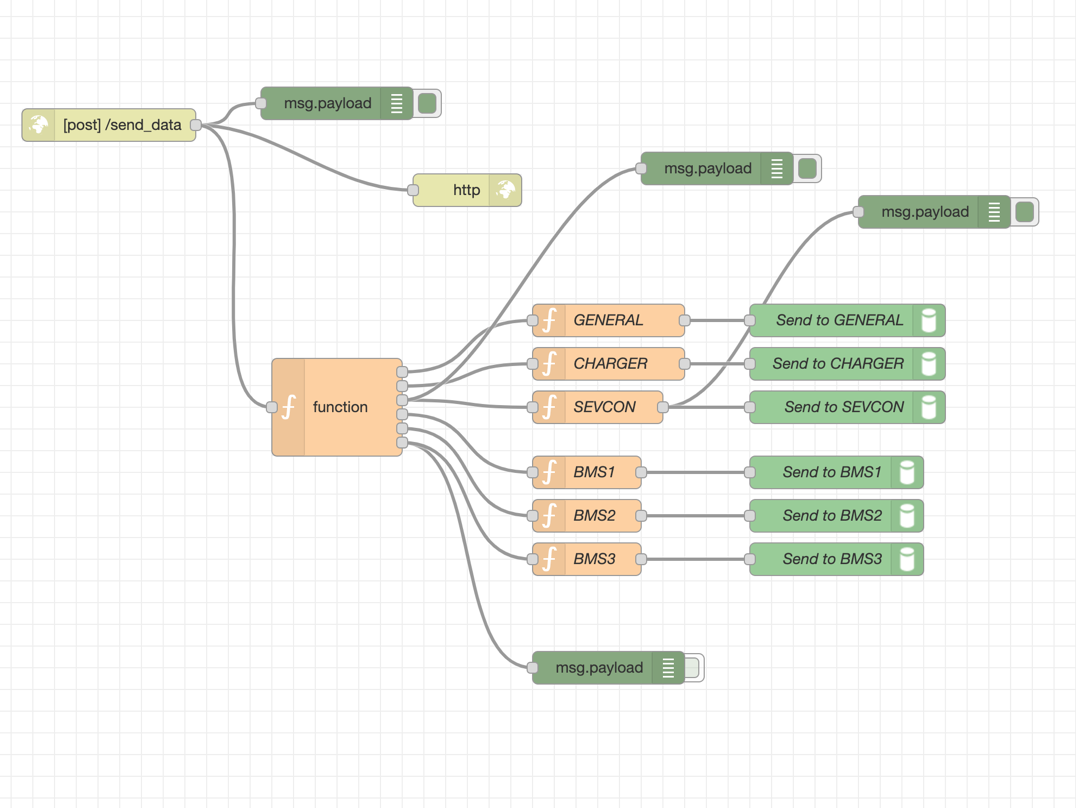 msg.payload
[post] /send_data
msg.payload
http
msg.payload
GENERAL
Send to GENERAL
CHARGER
Send to CHARGER
function
SEVCON
Send to SEVCON
BMS1
Send to BMS1
BMS2
Send to BMS2
BMS3
Send to BMS3
msg.payload